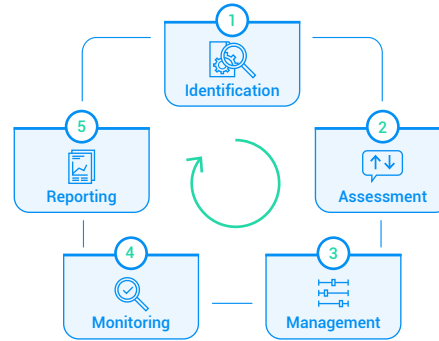 1
Identification
2
Assessment
3
Management
4
Monitoring
5
Reporting